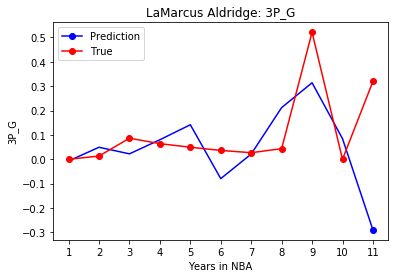 LaMarcus Aldridge: 3P_G
Prediction
True
0.5
0.4
0.3
0.2
0.1
0.0
−0.1
−0.2
−0.3
3P_G
1 2 3 4 5 6 7 8 9 10 11
Years in NBA